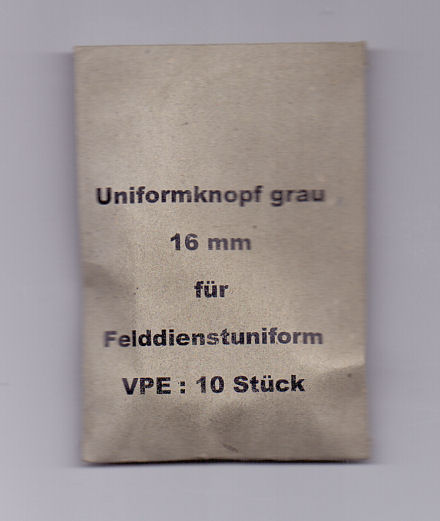 Uniformknopf grau
16 mm
für
Felddienstuniform
VPE : 10 Stück